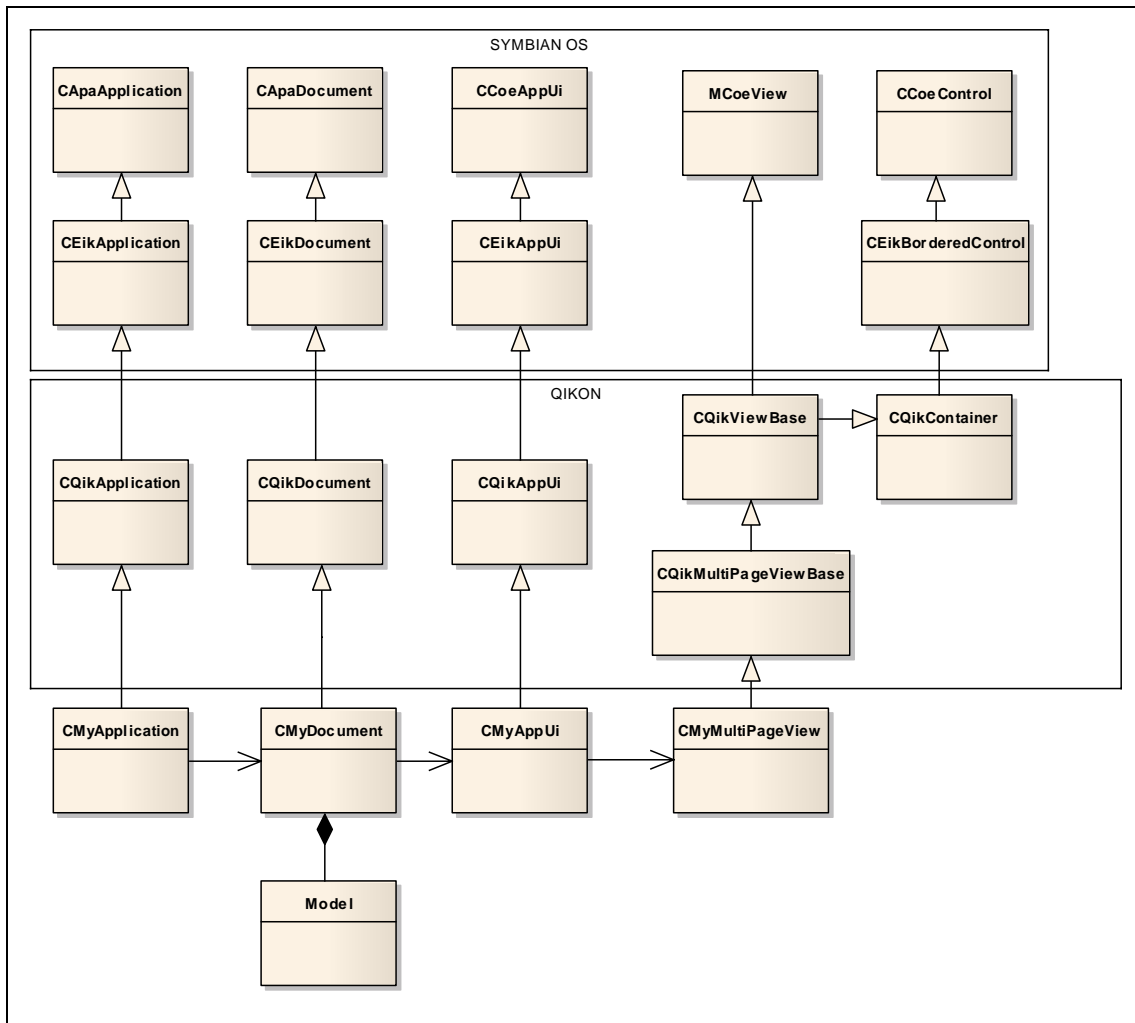 SYMBIAN OS
CApaApplication
CApaDocument
CCoeAppUi
MCoeView
CCoeControl
CEikApplication
CEikDocument
CEikAppUi
CEikBorderedControl
QIKON
CQikViewBase
CQikContainer
CQikApplication
CQikDocument
CQikAppUi
CQikMultiPageViewBase
CMyApplication
CMyDocument
CMyAppUi
CMyMultiPageView
Model